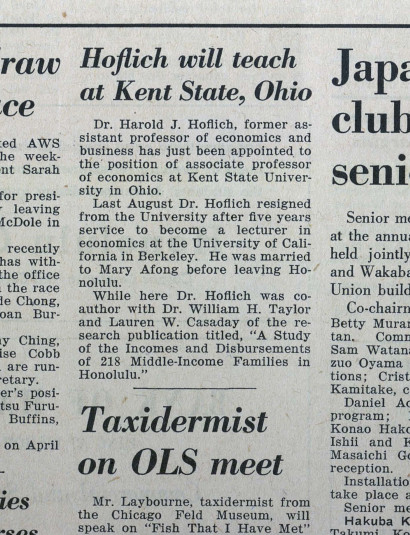 raw
ce
ted AWS
he week-
nt Sarah
for presi-
y leaving
McDole in
recently
has with-
the office
the race
de Chong,
oan Bur-
y Ching,
ise Cobb
are run-
retary.
er's posi-
tsu Furu-
Buffins,
on April
ies
Hoflich will teach
at Kent State, Ohio
Dr. Harold J. Hoflich, former as-
sistant professor of economics and
business has just been appointed to
the position of associate professor
of economics at Kent State Univer-
sity in Ohio.
Last August Dr. Hoflich resigned
from the University after five years
service to become a lecturer in
economics at the University of Cali-
fornia in Berkeley. He was married
to Mary Afong before leaving Ho-
nolulu.
While here Dr. Hoflich was co-
author with Dr. William H. Taylor
and Lauren W. Casaday of the re-
search publication titled, "A Study
of the Incomes and Disbursements
of 218 Middle-Income Families in
Honolulu."
Taxidermist
on OLS meet
Mr. Laybourne, taxidermist from
the Chicago Feld Museum, will
speak on "Fish That I Have Met"
Japa
club
seni
Senior me
at the annua
held jointly
and Wakaba
Union build
Co-chairm
Betty Muran
tan. Comm
Sam Watana
zuo Oyama
tions; Crist
Kamitake, c
Daniel Ac
program;
Konao Hako
Ishii and K
Masaichi Go
reception.
Installatio
take place a
Senior me
Hakuba K